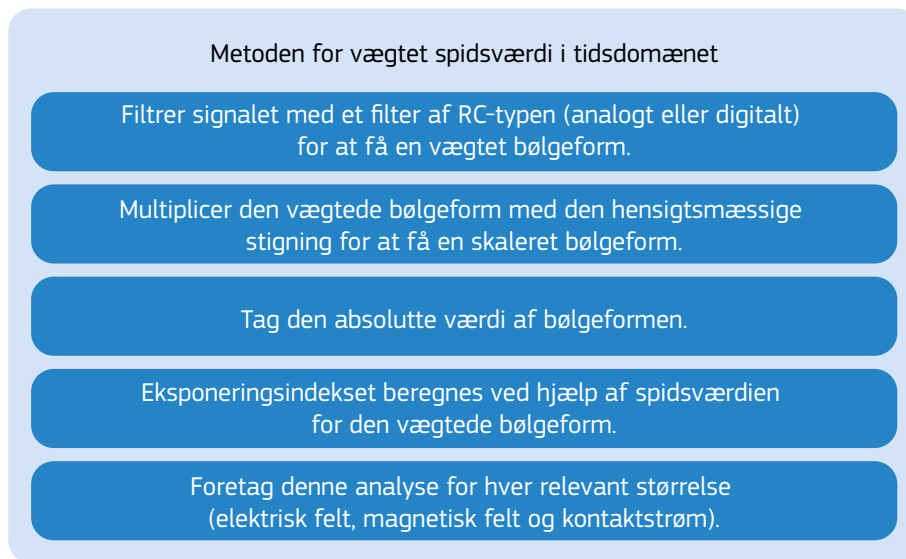 Metoden for vægtet spidsværdi i tidsdomænet
Filtrer signalet med et filter af RC-typen (analogt eller digitalt)
for at få en vægtet bølgeform.
Multiplicer den vægtede bølgeform med den hensigtsmæssige
stigning for at få en skaleret bølgeform.
Tag den absolutte værdi af bølgeformen.
Eksponeringsindekset beregnes ved hjælp af spidsværdien
for den vægtede bølgeform.
Foretag denne analyse for hver relevant størrelse
(elektrisk felt, magnetisk felt og kontaktstrøm).